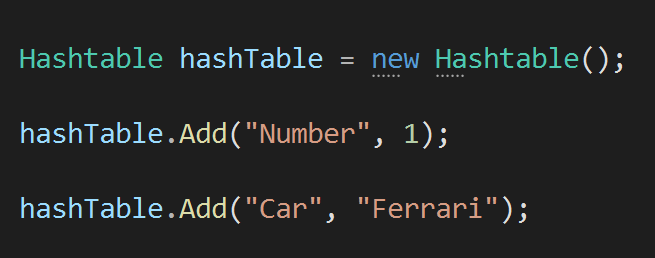 Hashtable hashTable = new Hashtable();
hashTable.Add("Number", 1);
hashTable.Add("Car", "Ferrari");